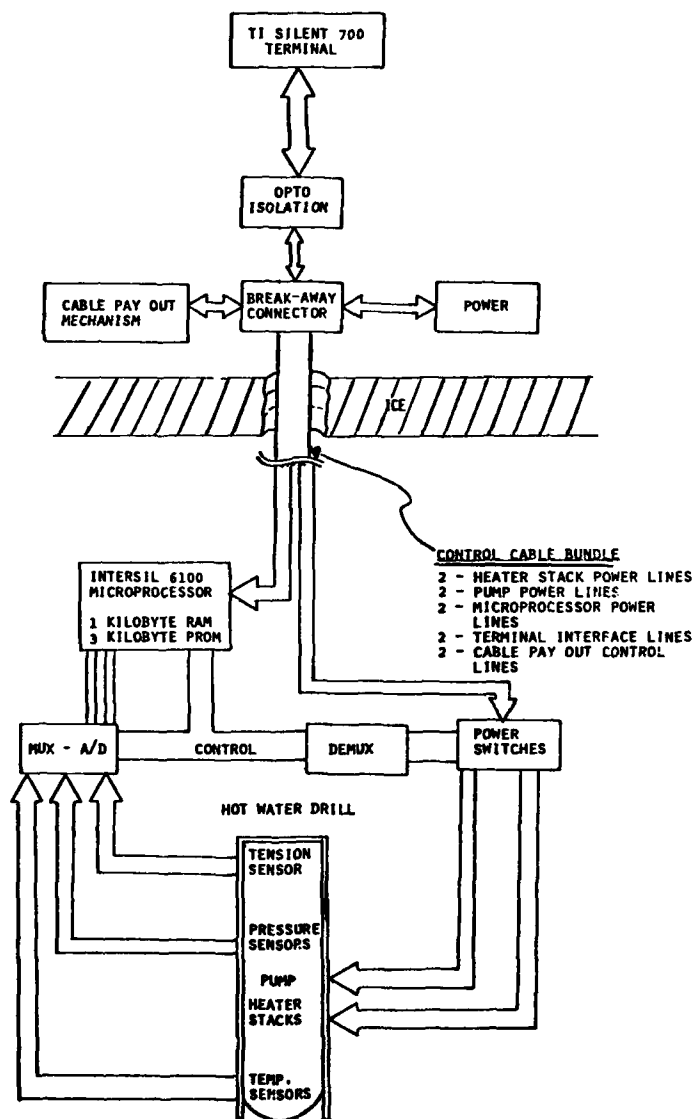 TI SILENT 700
TERMINAL
OPTO
ISOLATION
CABLE PAY OUT
MECHANISM
BREAK-AWAY
CONNECTOR
POWER
ICE
CONTROL CABLE BUNDLE
2 - HEATER STACK POWER LINES
2 - PUMP POWER LINES
2 - MICROPROCESSOR POWER
LINES
2 - TERMINAL INTERFACE LINES
2 - CABLE PAY OUT CONTROL
LINES
INTERSIL 6100
MICROPROCESSOR
1 KILOBYTE RAM
3 KILOBYTE PROM
MUX - A/D
CONTROL
DEMUX
POWER
SWITCHES
HOT WATER DRILL
TENSION
SENSOR
PRESSURE
SENSORS
PUMP
HEATER
STACKS
TEMP.
SENSORS